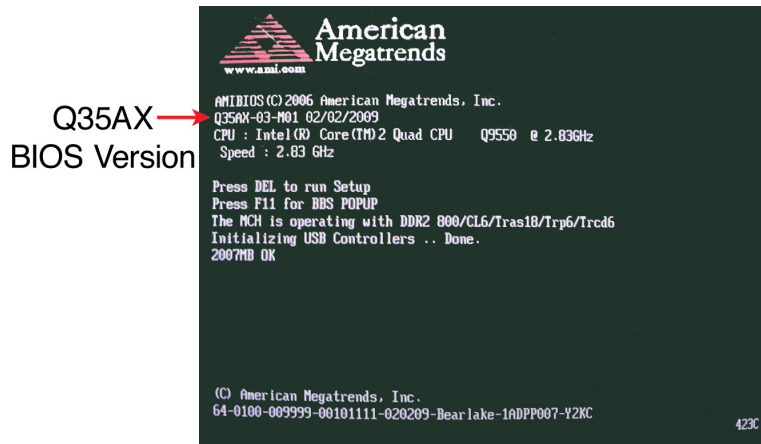 American
Megatrends
www.ami.com
AMIBIOS(C)2006 American Megatrends, Inc.
Q35AX
BIOS Version
Q35AX-03-M01 02/02/2009
CPU : Intel(R) Core(TM)2 Quad CPU Q9550 @ 2.83GHz
Speed : 2.83 GHz
Press DEL to run Setup
Press F11 for BBS POPUP
The MCH is operating with DDR2 800/CL6/Tras18/Trp6/Trcd6
Initializing USB Controllers .. Done.
2007MB OK
(C) American Megatrends, Inc.
64-0100-009999-00101111-020209-Bearlake-1ADPP007-Y2KC
423C